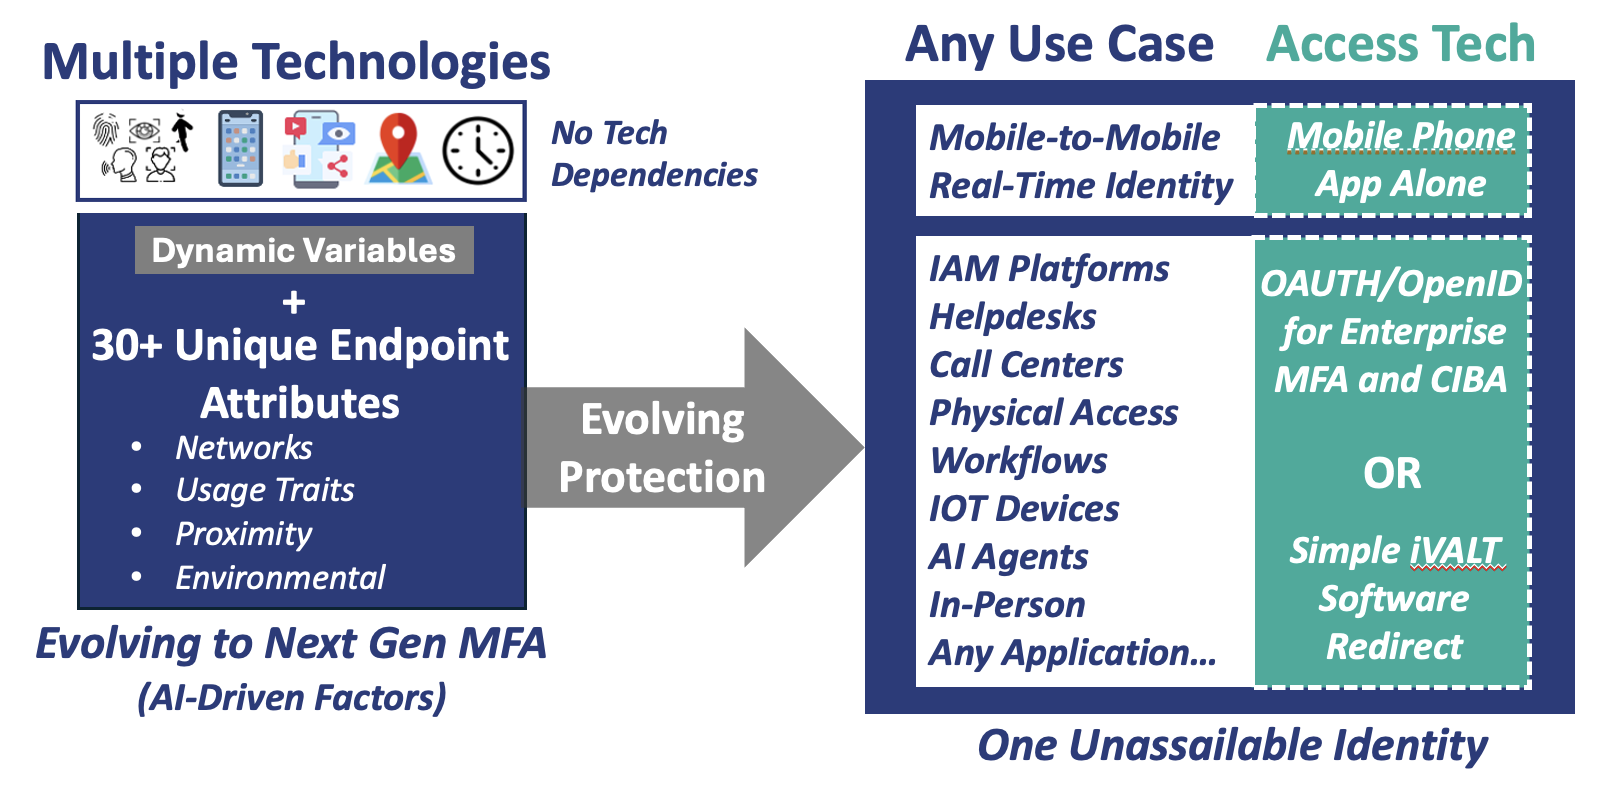 Multiple Technologies
No Tech
Dependencies
Dynamic Variables
+
30+ Unique Endpoint
Attributes
• Networks
• Usage Traits
• Proximity
• Environmental
Evolving to Next Gen MFA
(AI-Driven Factors)
Evolving
Protection
Any Use Case
Access Tech
Mobile-to-Mobile
Real-Time Identity
Mobile Phone
App Alone
IAM Platforms
Helpdesks
Call Centers
Physical Access
Workflows
IOT Devices
AI Agents
In-Person
Any Application...
OAUTH/OpenID
for Enterprise
MFA and CIBA
OR
Simple iVALT
Software
Redirect
One Unassailable Identity